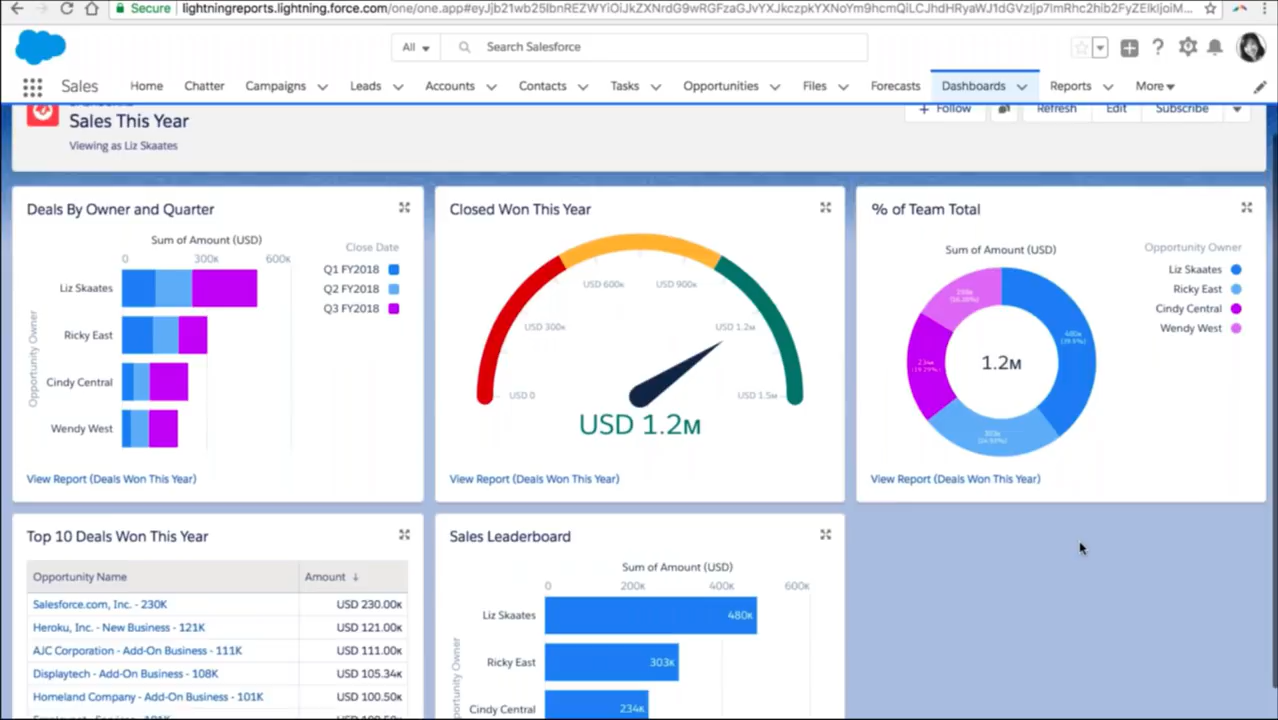 Secure
lightningreports.lightning.force.com/one/one.app#
All
Search Salesforce
Sales
Home
Chatter
Campaigns
Leads
Accounts
Contacts
Tasks
Opportunities
Files
Forecasts
Dashboards
Reports
More
Sales This Year
Viewing as Liz Skaates
+ Follow
Refresh
Edit
Subscribe
Deals By Owner and Quarter
Sum of Amount (USD)
0 300K 600K
Close Date
Q1 FY2018
Q2 FY2018
Q3 FY2018
Opportunity Owner
Liz Skaates
Ricky East
Cindy Central
Wendy West
View Report (Deals Won This Year)
Closed Won This Year
USD 0
USD 300K
USD 600K
USD 900K
USD 1.2M
USD 1.5M
USD 1.2M
View Report (Deals Won This Year)
% of Team Total
Sum of Amount (USD)
Opportunity Owner
Liz Skaates
Ricky East
Cindy Central
Wendy West
480K
303K
1.2M
View Report (Deals Won This Year)
Top 10 Deals Won This Year
Opportunity Name Amount ↓
Salesforce.com, Inc. - 230K USD 230.00K
Heroku, Inc. - New Business - 121K USD 121.00K
AJC Corporation - Add-On Business - 111K USD 111.00K
Displaytech - Add-On Business - 108K USD 105.34K
Homeland Company - Add-On Business - 101K USD 100.50K
Sales Leaderboard
Sum of Amount (USD)
0 200K 400K 600K
Liz Skaates 480K
Ricky East 303K
Cindy Central 234K